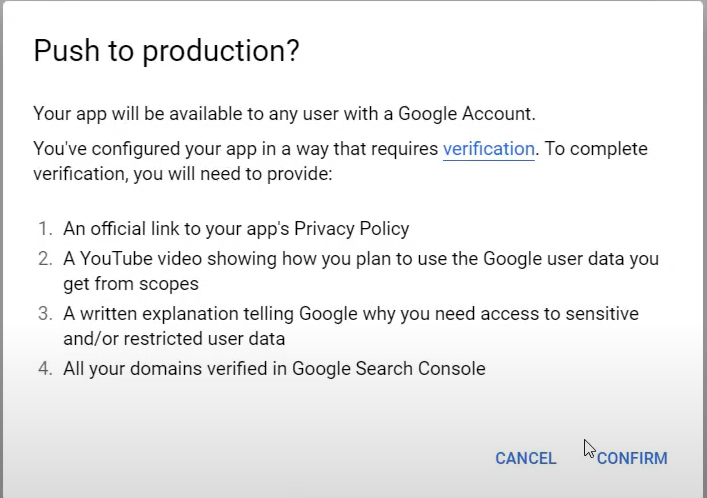 Push to production?
Your app will be available to any user with a Google Account.
You've configured your app in a way that requires verification. To complete
verification, you will need to provide:
1. An official link to your app's Privacy Policy
2. A YouTube video showing how you plan to use the Google user data you
get from scopes
3. A written explanation telling Google why you need access to sensitive
and/or restricted user data
4. All your domains verified in Google Search Console
CANCEL CONFIRM